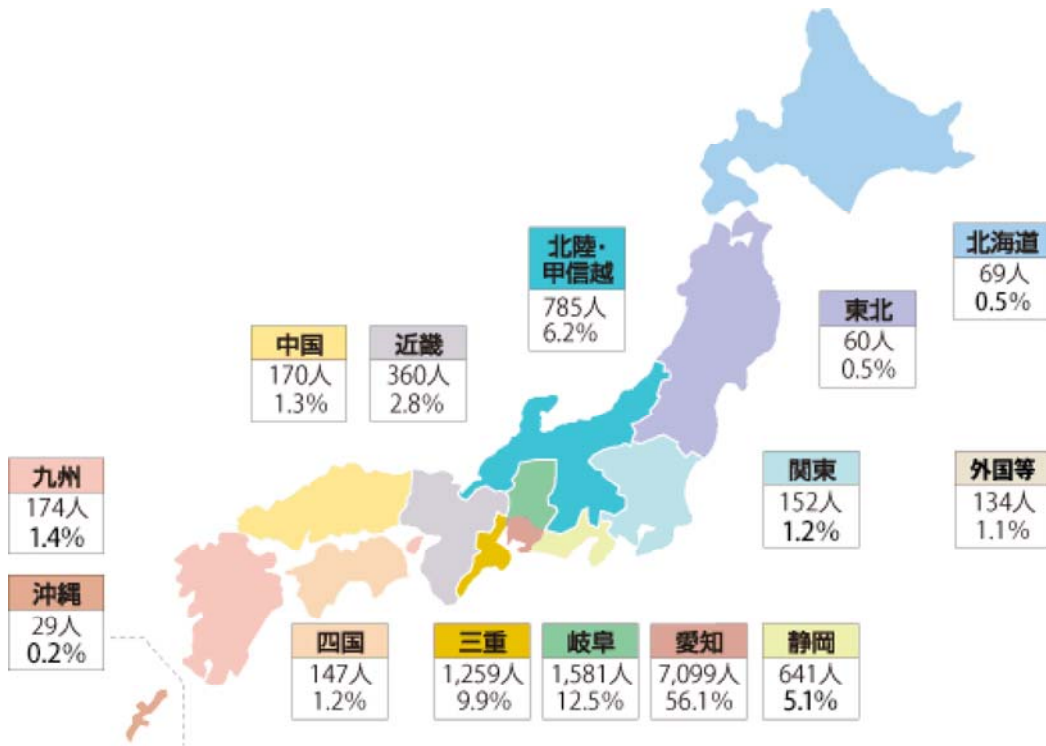 北海道
69人
0.5%
東北
60人
0.5%
北陸・
甲信越
785人
6.2%
中国
170人
1.3%
近畿
360人
2.8%
九州
174人
1.4%
関東
152人
1.2%
外国等
134人
1.1%
沖縄
29人
0.2%
四国
147人
1.2%
三重
1,259人
9.9%
岐阜
1,581人
12.5%
愛知
7,099人
56.1%
静岡
641人
5.1%